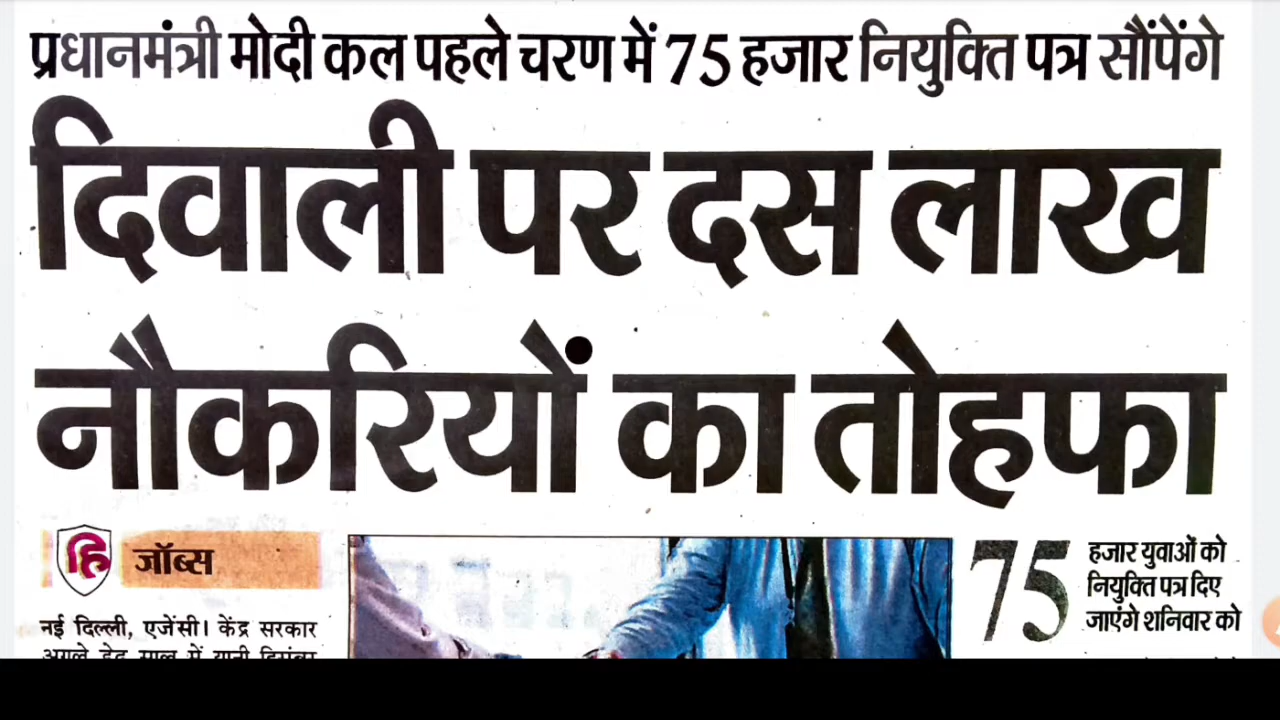 प्रधानमंत्री मोदी कल पहले चरण में 75 हजार नियुक्ति पत्र सौंपेंगे
दिवाली पर दस लाख
नौकरियों का तोहफा
हि जॉब्स
नई दिल्ली, एजेंसी। केंद्र सरकार
75 हजार युवाओं को
नियुक्ति पत्र दिए
जाएंगे शनिवार को